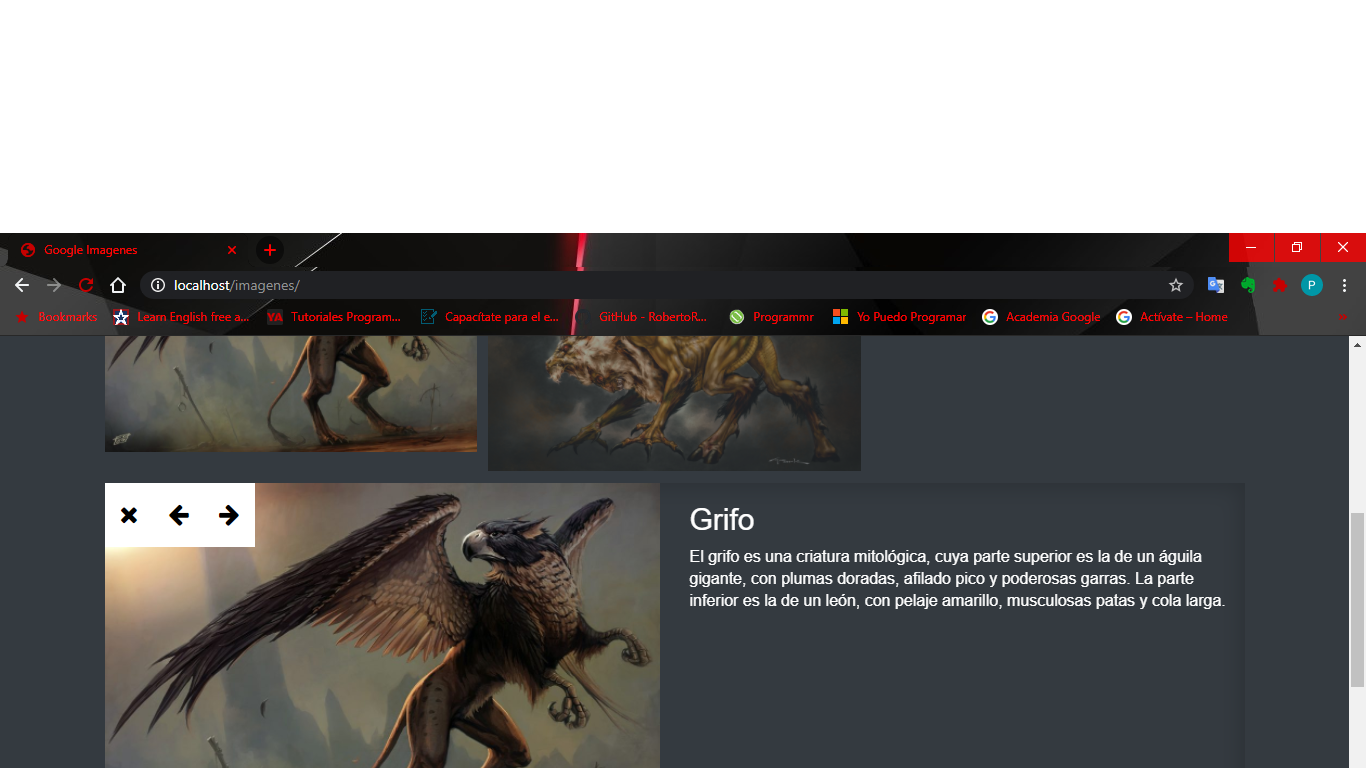 Google Imagenes
localhost/imagenes/
P
Bookmarks
Learn English free a...
YA
Tutoriales Program...
Capacítate para el e...
GitHub - RobertoR...
Programmr
Yo Puedo Programar
Academia Google
Actívate – Home
Grifo
El grifo es una criatura mitológica, cuya parte superior es la de un águila
gigante, con plumas doradas, afilado pico y poderosas garras. La parte
inferior es la de un león, con pelaje amarillo, musculosas patas y cola larga.